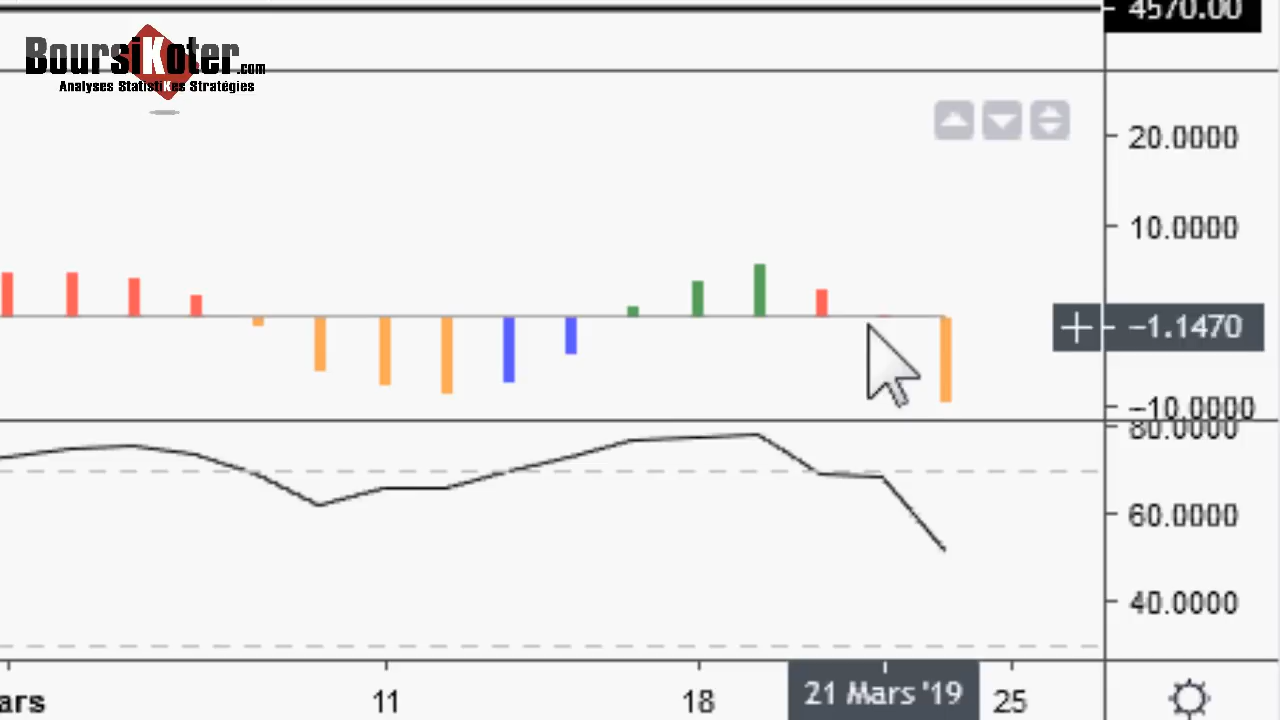 4570.00
BoursiKoter.com
Analyses StatistiKes Stratégies
20.0000
10.0000
−1.1470
−10.0000
80.0000
60.0000
40.0000
ars
11
18
21 Mars '19
25